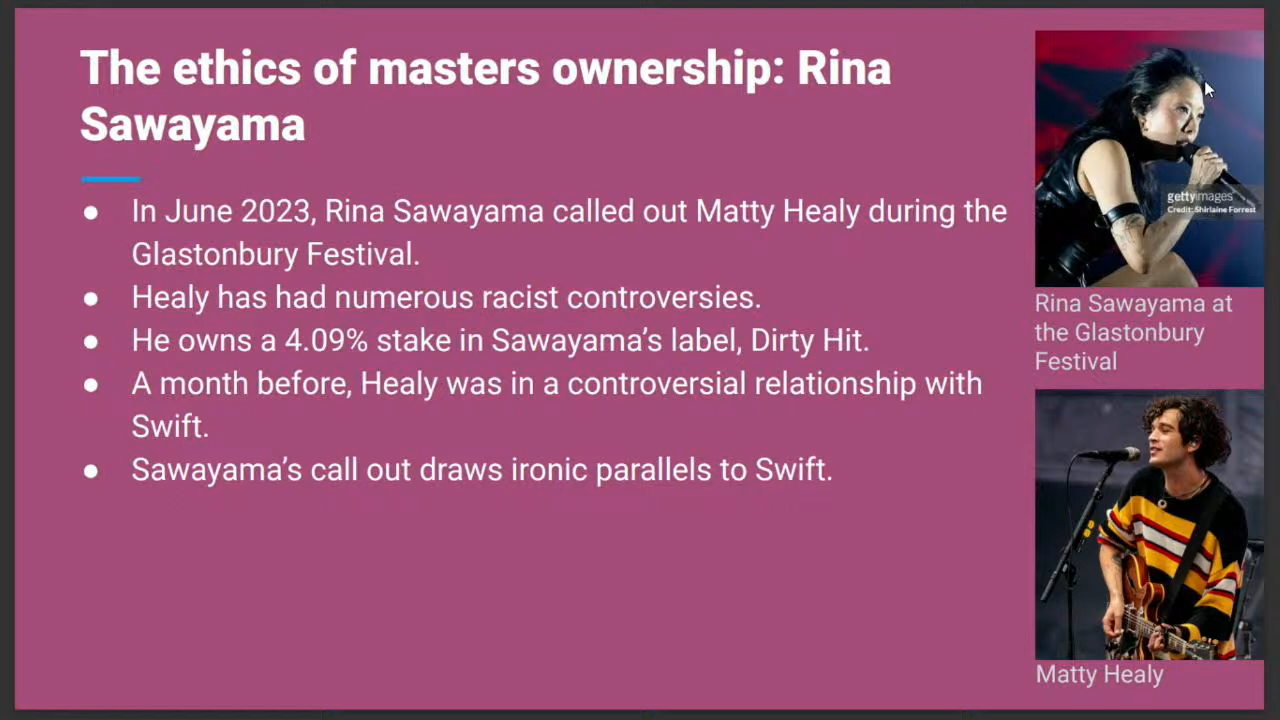 The ethics of masters ownership: Rina
Sawayama
● In June 2023, Rina Sawayama called out Matty Healy during the
Glastonbury Festival.
● Healy has had numerous racist controversies.
● He owns a 4.09% stake in Sawayama’s label, Dirty Hit.
● A month before, Healy was in a controversial relationship with
Swift.
● Sawayama’s call out draws ironic parallels to Swift.
gettyimages
Credit: Shirlaine Forrest
Rina Sawayama at
the Glastonbury
Festival
Matty Healy